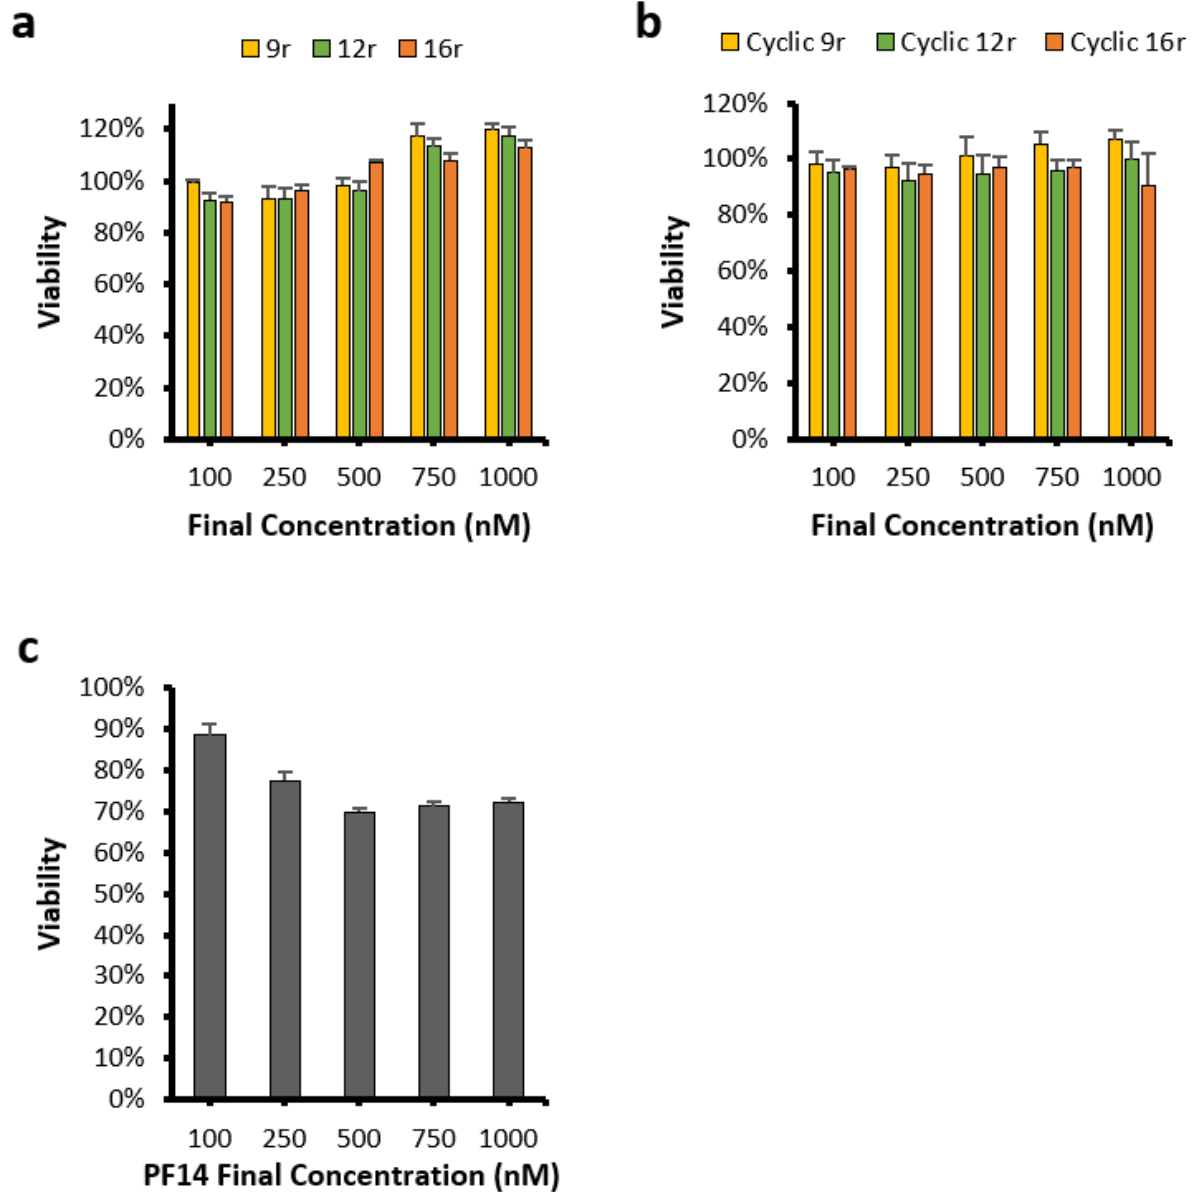 a
9r 12r 16r
120%
100%
80%
60%
40%
20%
0%
Viability
100 250 500 750 1000
Final Concentration (nM)
b
Cyclic 9r Cyclic 12r Cyclic 16r
120%
100%
80%
60%
40%
20%
0%
Viability
100 250 500 750 1000
Final Concentration (nM)
c
100%
90%
80%
70%
60%
50%
40%
30%
20%
10%
0%
Viability
100 250 500 750 1000
PF14 Final Concentration (nM)